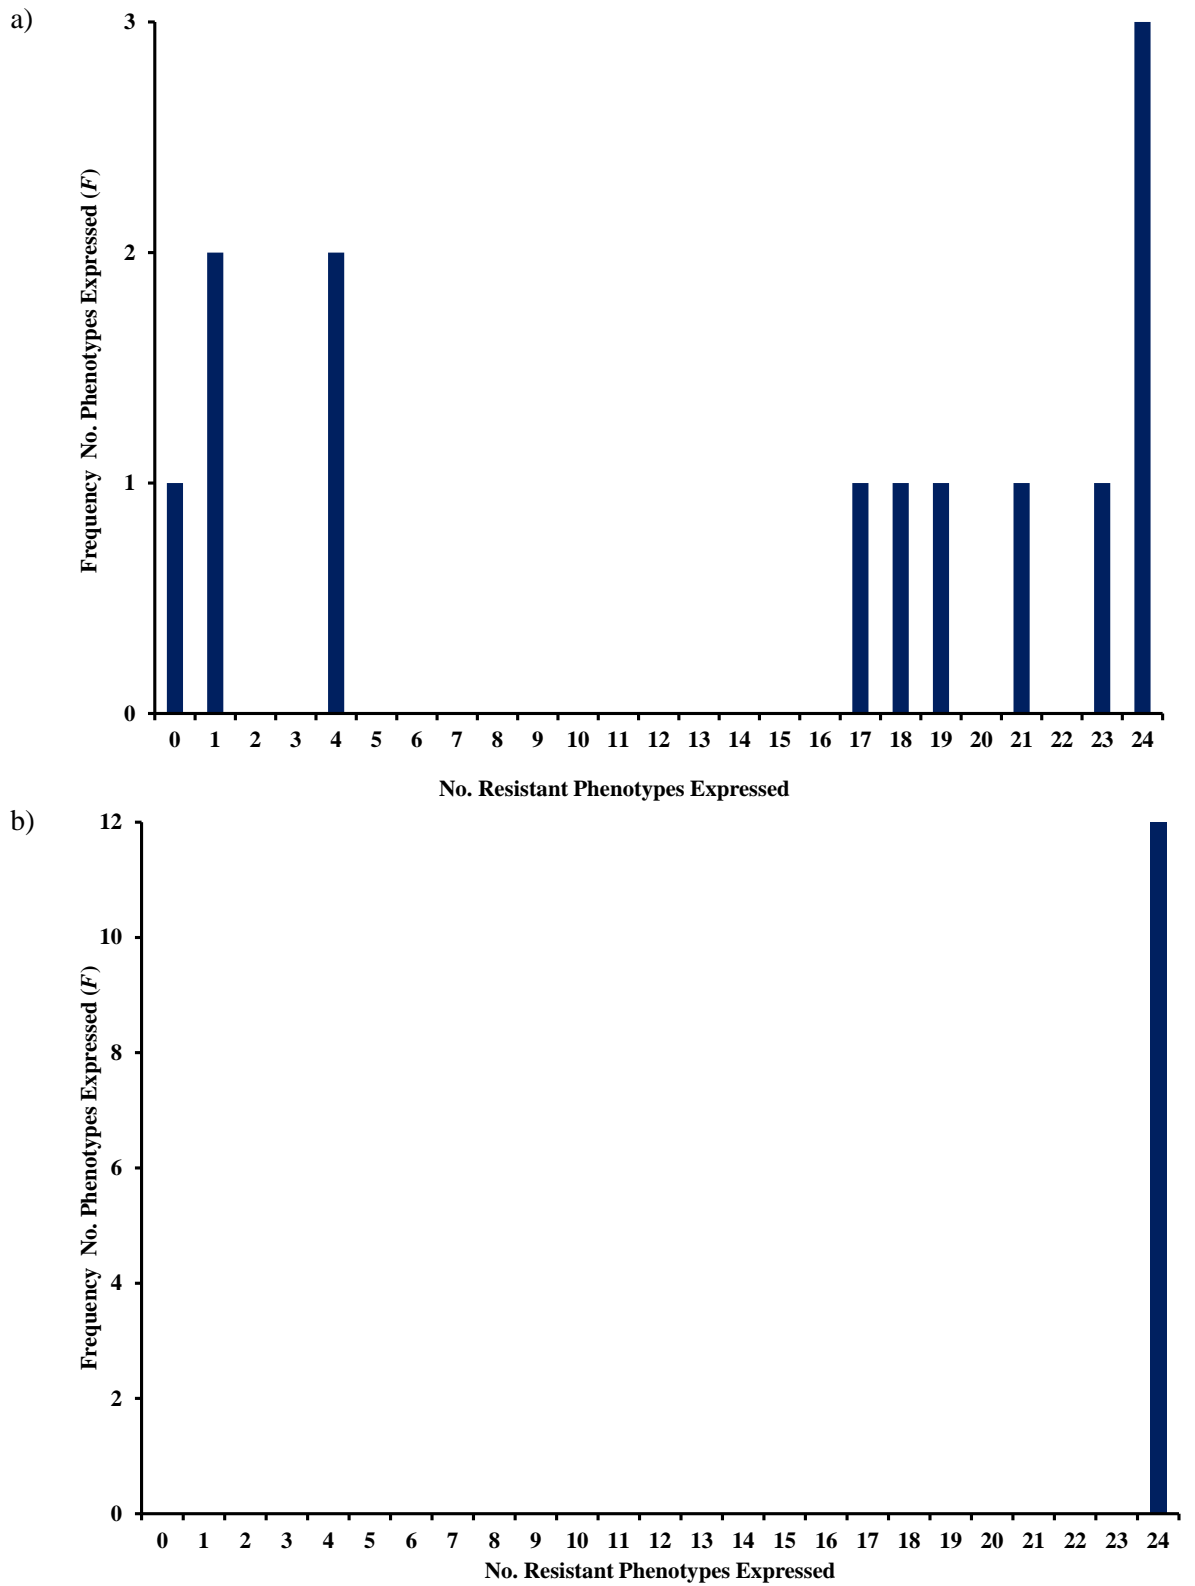 a)
3
2
1
0
Frequency No. Phenotypes Expressed (F)
0 1 2 3 4 5 6 7 8 9 10 11 12 13 14 15 16 17 18 19 20 21 22 23 24
No. Resistant Phenotypes Expressed
b)
12
10
8
6
4
2
0
Frequency No. Phenotypes Expressed (F)
0 1 2 3 4 5 6 7 8 9 10 11 12 13 14 15 16 17 18 19 20 21 22 23 24
No. Resistant Phenotypes Expressed